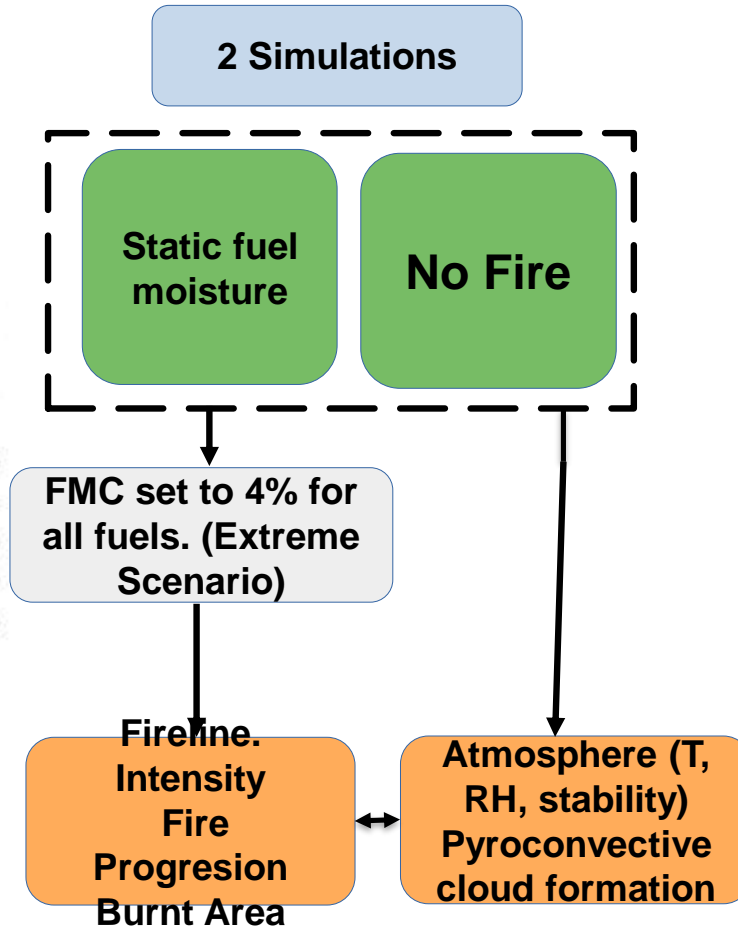 2 Simulations
Static fuel
moisture
No Fire
FMC set to 4% for
all fuels. (Extreme
Scenario)
Fireline.
Intensity
Fire
Progresion
Burnt Area
Atmosphere (T,
RH, stability)
Pyroconvective
cloud formation